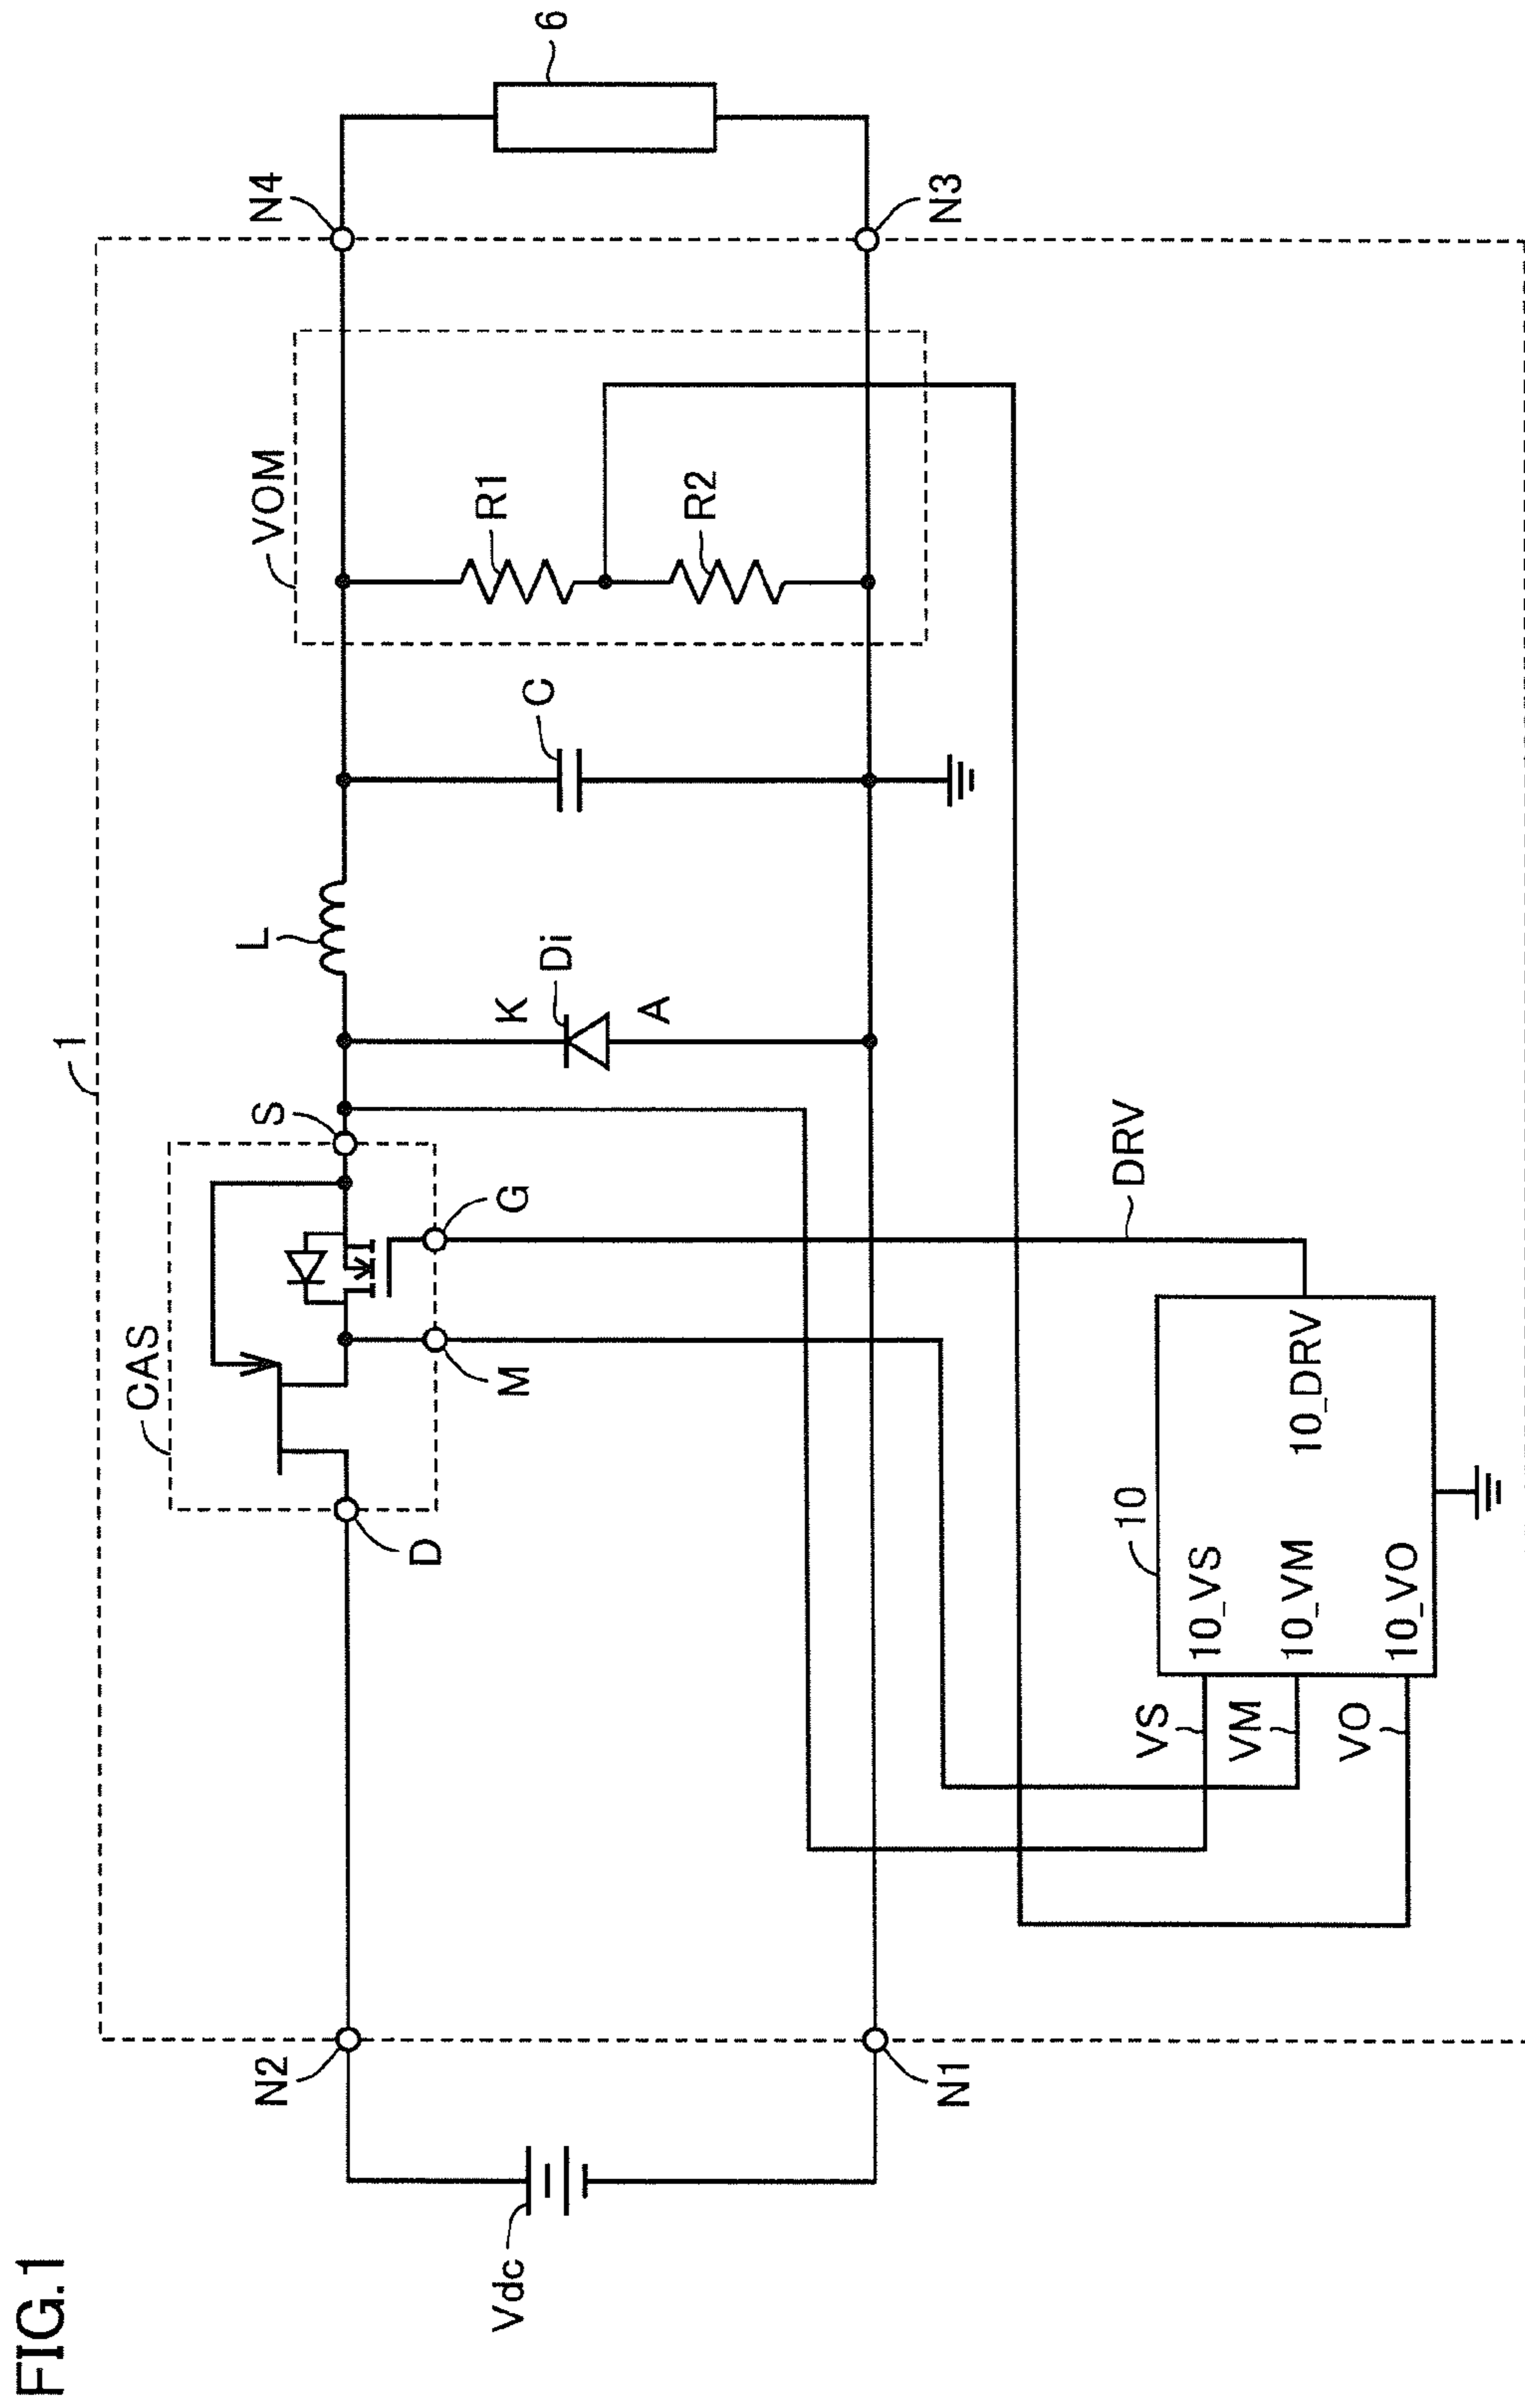 FIG.1
1
CAS
S
L
VOM
N4
6
N2
D
M
G
K
Di
A
C
R1
R2
Vdc
N1
N3
DRV
10
VS
10_VS
VM
10_VM
10_DRV
VO
10_VO